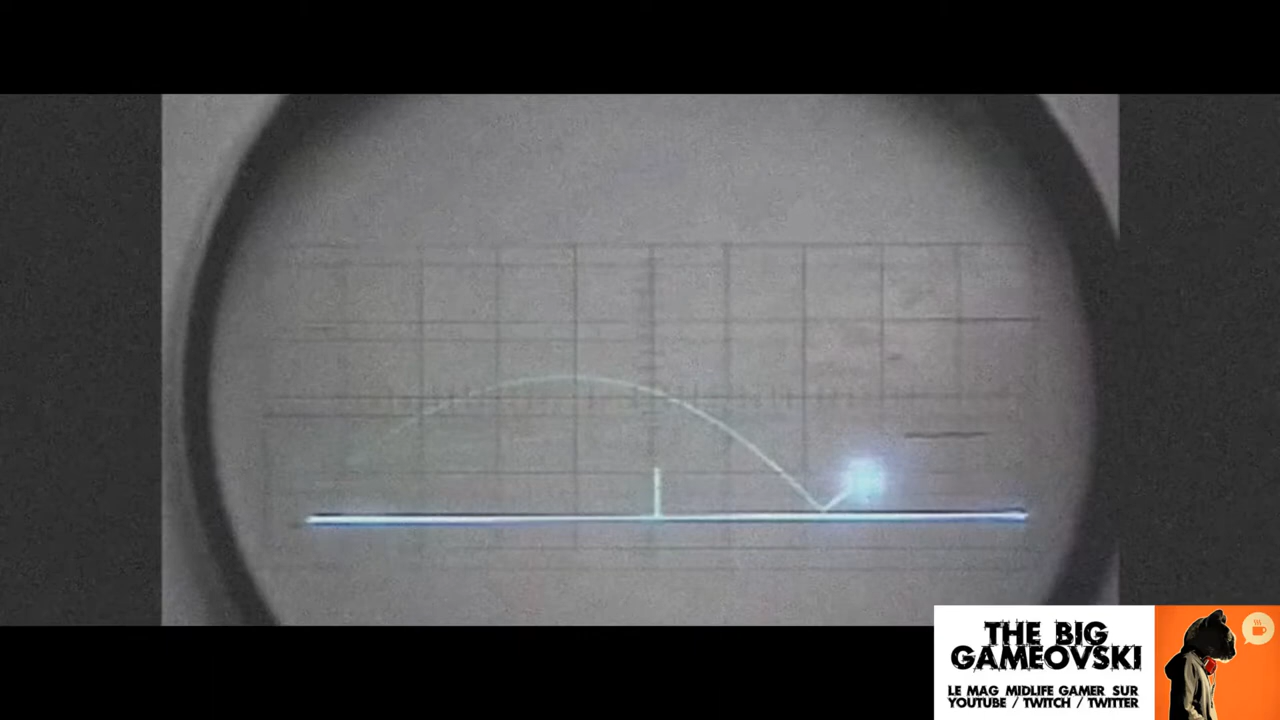 THE BIG
GAMEOVSKI
LE MAG MIDLIFE GAMER SUR
YOUTUBE / TWITCH / TWITTER